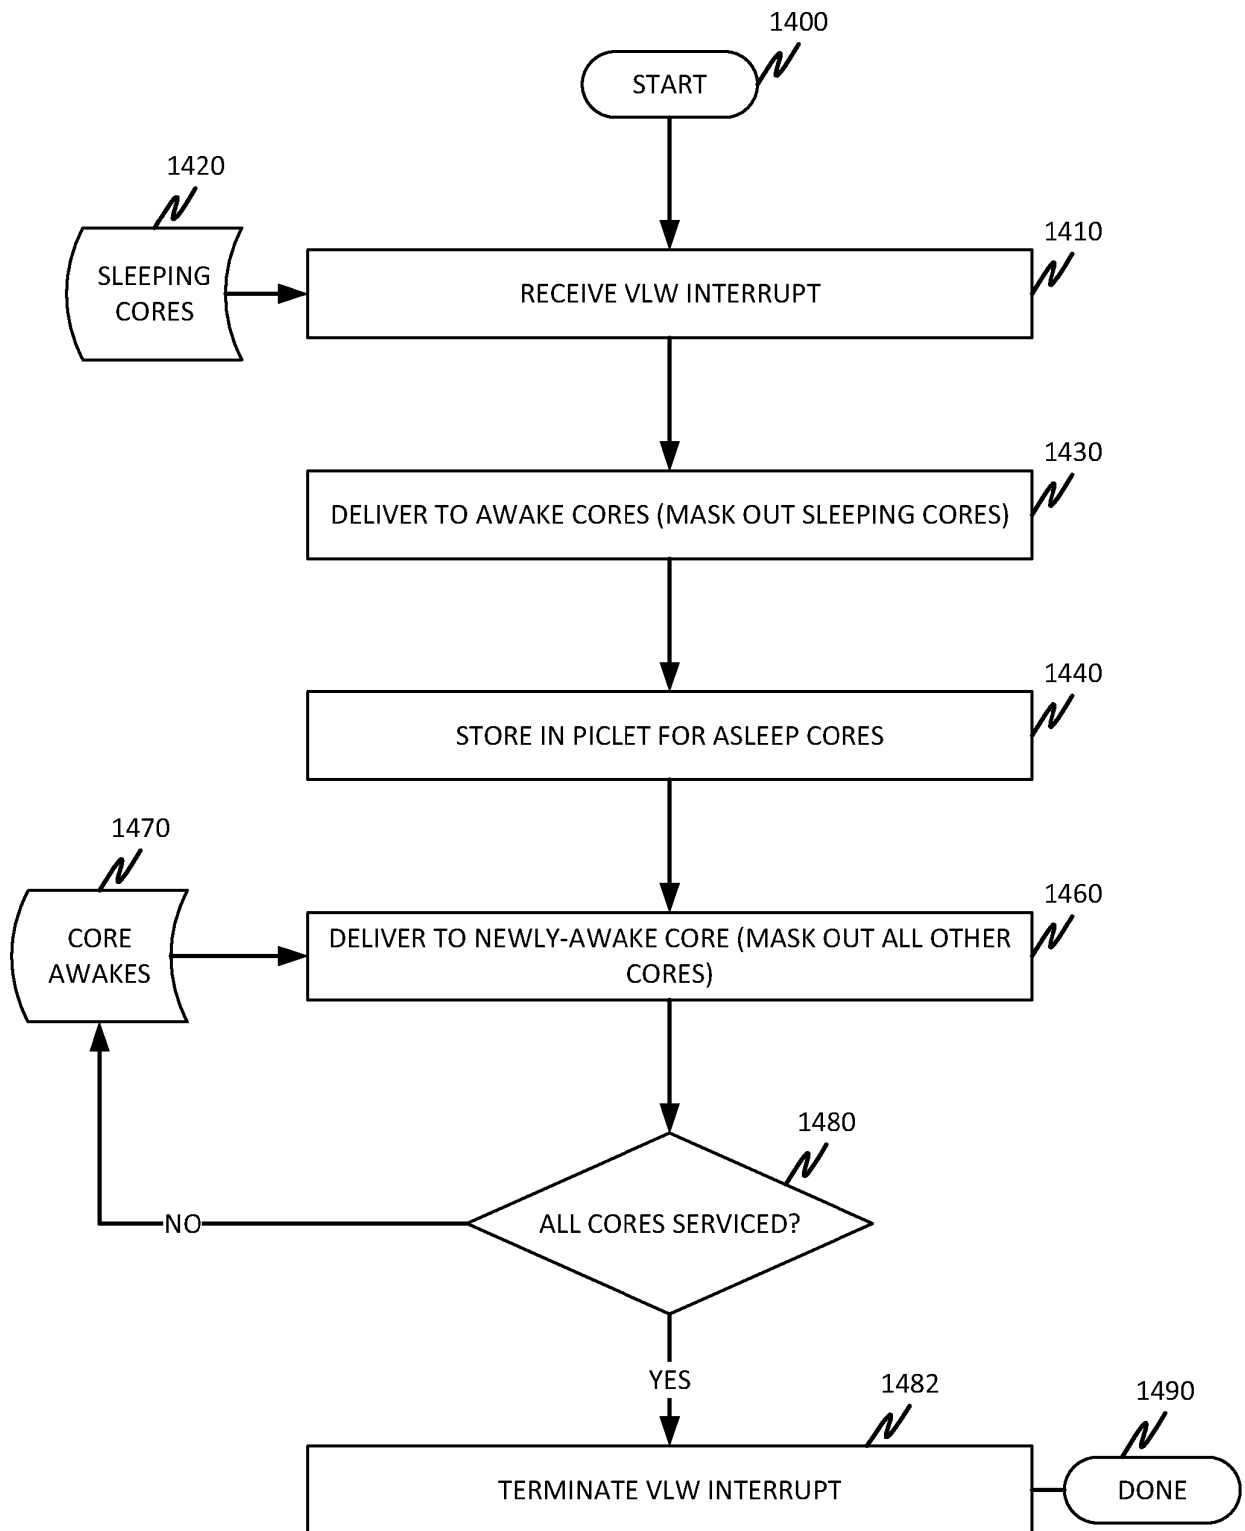 1400
START
1420
SLEEPING
CORES
1410
RECEIVE VLW INTERRUPT
1430
DELIVER TO AWAKE CORES (MASK OUT SLEEPING CORES)
1440
STORE IN PICLET FOR ASLEEP CORES
1470
CORE
AWAKES
1460
DELIVER TO NEWLY-AWAKE CORE (MASK OUT ALL OTHER
CORES)
1480
ALL CORES SERVICED?
NO
YES
1482
TERMINATE VLW INTERRUPT
1490
DONE